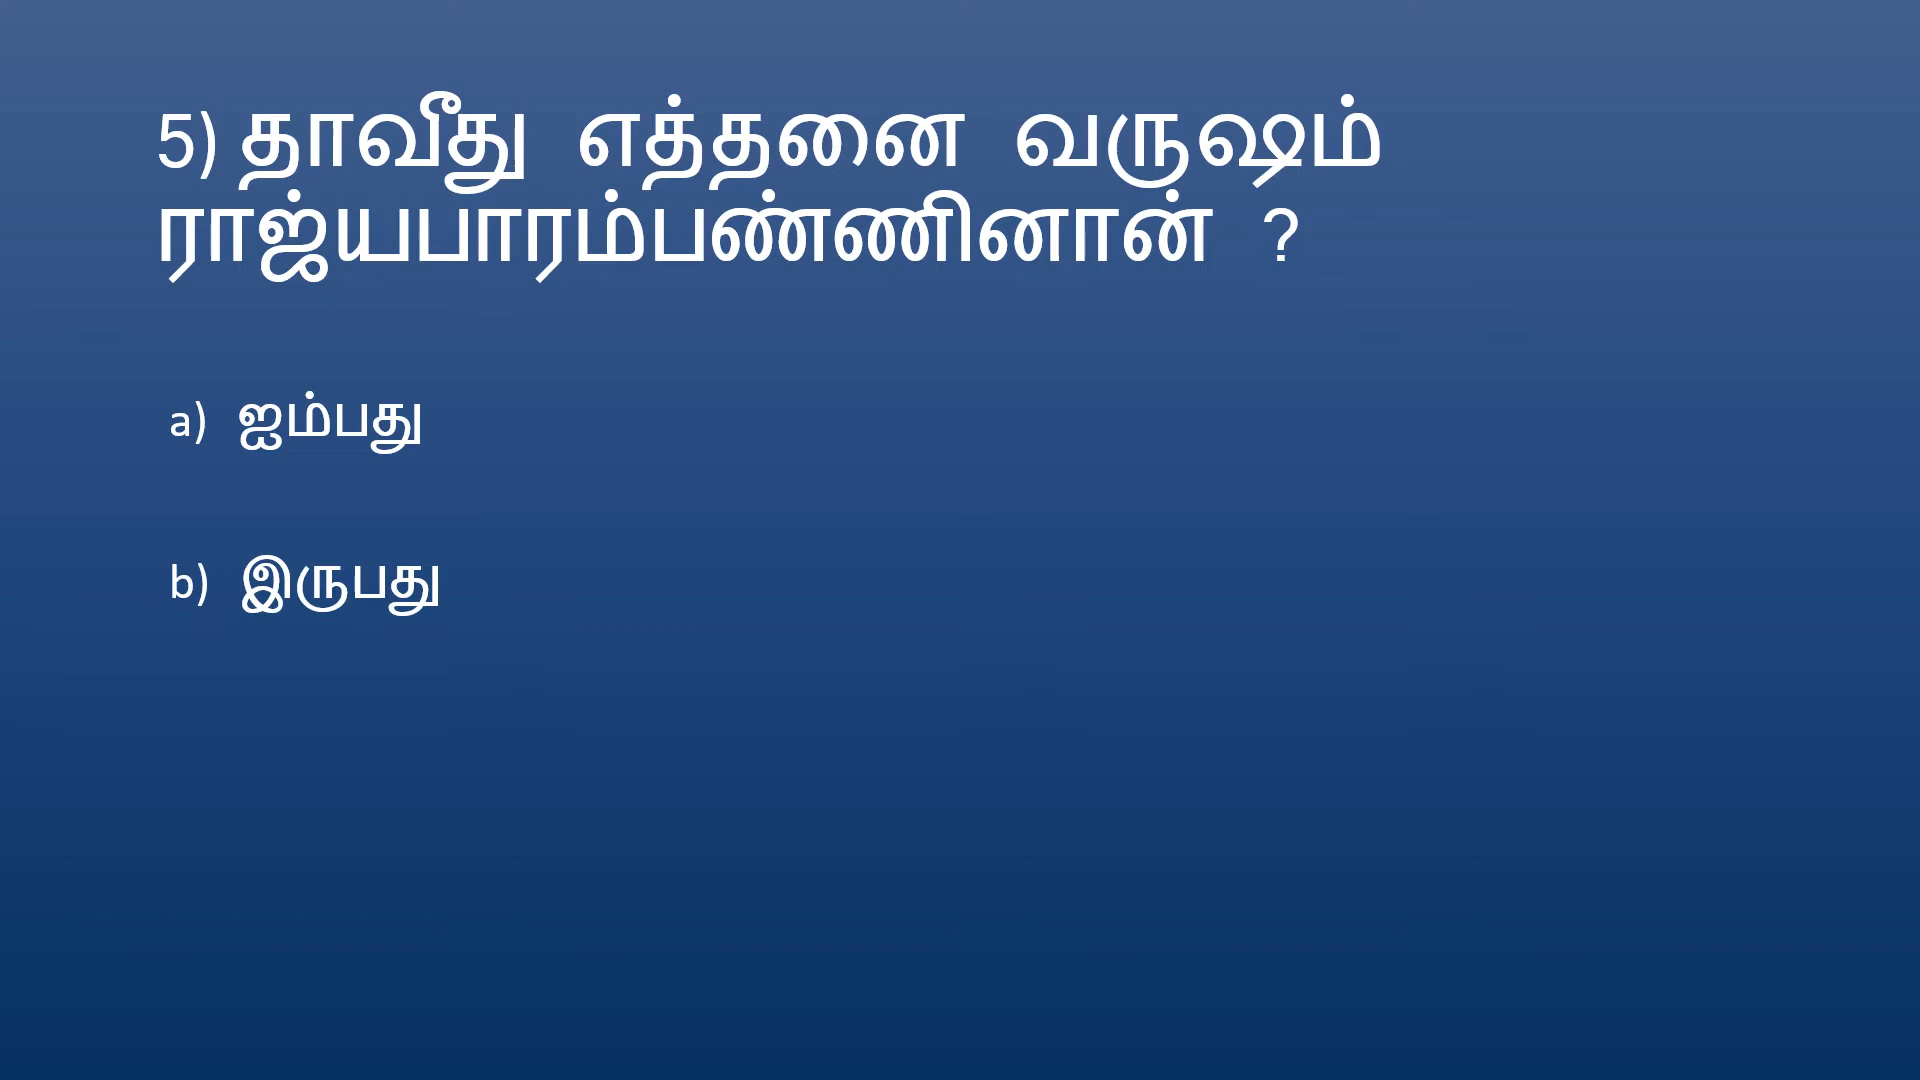 5) தாவீது எத்தனை வருஷம்
ராஜ்யபாரம்பண்ணினான் ?
a) ஐம்பது
b) இருபது